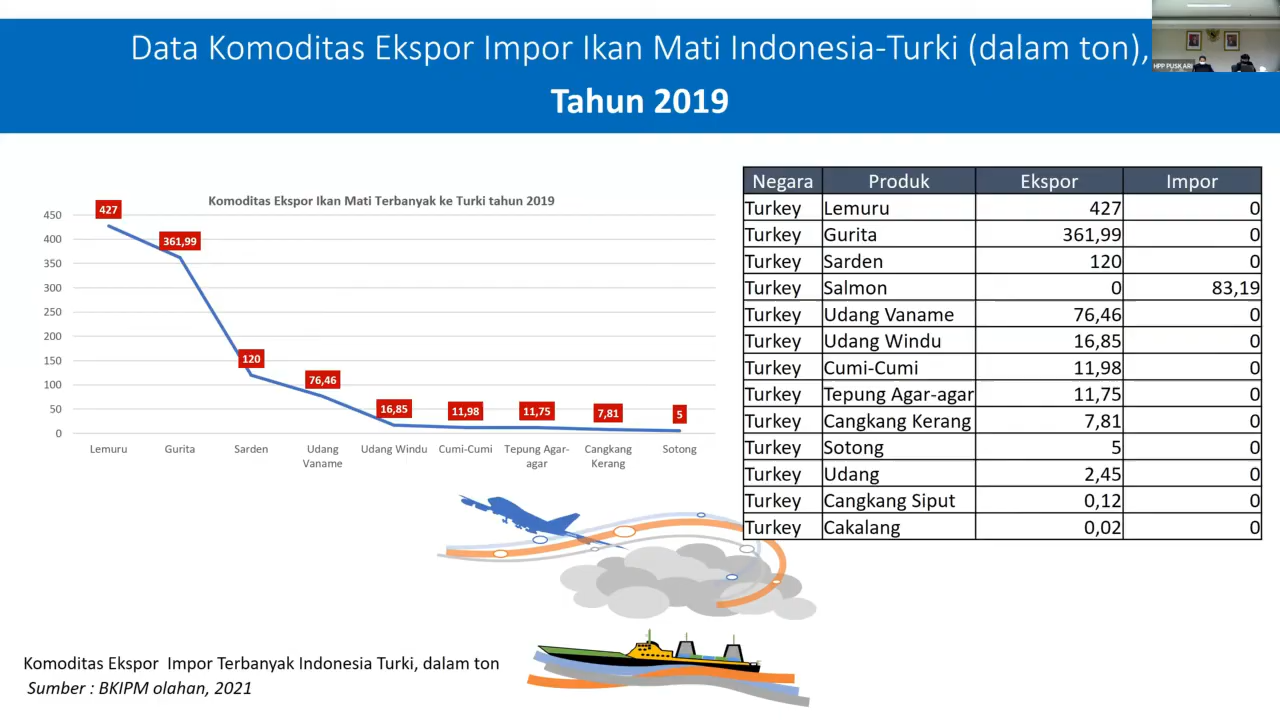 Data Komoditas Ekspor Impor Ikan Mati Indonesia-Turki (dalam ton),
Tahun 2019
HPP PUSK ARI
Komoditas Ekspor Ikan Mati Terbanyak ke Turki tahun 2019
450
400
350
300
250
200
150
100
50
0
427
361,99
120
76,46
16,85
11,98
11,75
7,81
5
Lemuru
Gurita
Sarden
Udang Vaname
Udang Windu
Cumi-Cumi
Tepung Agar-agar
Cangkang Kerang
Sotong
Negara Produk Ekspor Impor
Turkey Lemuru 427 0
Turkey Gurita 361,99 0
Turkey Sarden 120 0
Turkey Salmon 0 83,19
Turkey Udang Vaname 76,46 0
Turkey Udang Windu 16,85 0
Turkey Cumi-Cumi 11,98 0
Turkey Tepung Agar-agar 11,75 0
Turkey Cangkang Kerang 7,81 0
Turkey Sotong 5 0
Turkey Udang 2,45 0
Turkey Cangkang Siput 0,12 0
Turkey Cakalang 0,02 0
Komoditas Ekspor Impor Terbanyak Indonesia Turki, dalam ton
Sumber : BKIPM olahan, 2021